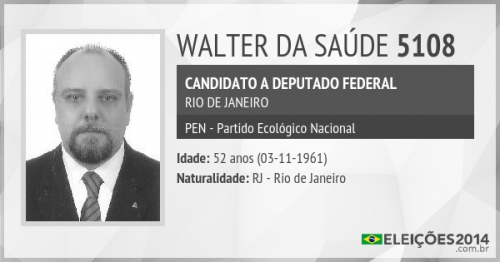 WALTER DA SAÚDE 5108
CANDIDATO A DEPUTADO FEDERAL
RIO DE JANEIRO
PEN - Partido Ecológico Nacional
Idade: 52 anos (03-11-1961)
Naturalidade: RJ - Rio de Janeiro
ELEIÇÕES2014
.com.br